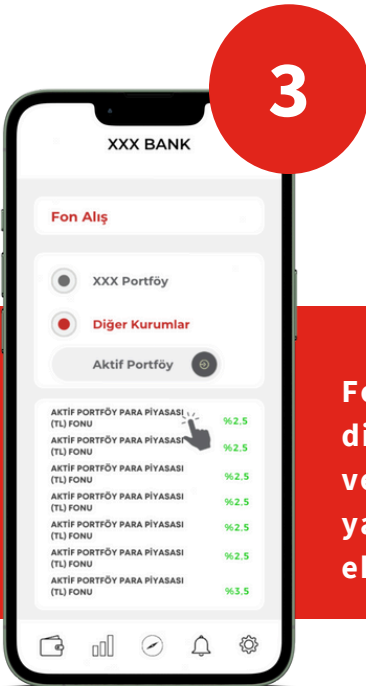 3
XXX BANK
Fon Alış
XXX Portföy
Diğer Kurumlar
Aktif Portföy
AKTİF PORTFÖY PARA PİYASASI
(TL) FONU
%2.5
AKTİF PORTFÖY PARA PİYASASI
(TL) FONU
%2.5
AKTİF PORTFÖY PARA PİYASASI
(TL) FONU
%2.5
AKTİF PORTFÖY PARA PİYASASI
(TL) FONU
%2.5
AKTİF PORTFÖY PARA PİYASASI
(TL) FONU
%2.5
AKTİF PORTFÖY PARA PİYASASI
(TL) FONU
%2.5
AKTİF PORTFÖY PARA PİYASASI
(TL) FONU
%3.5